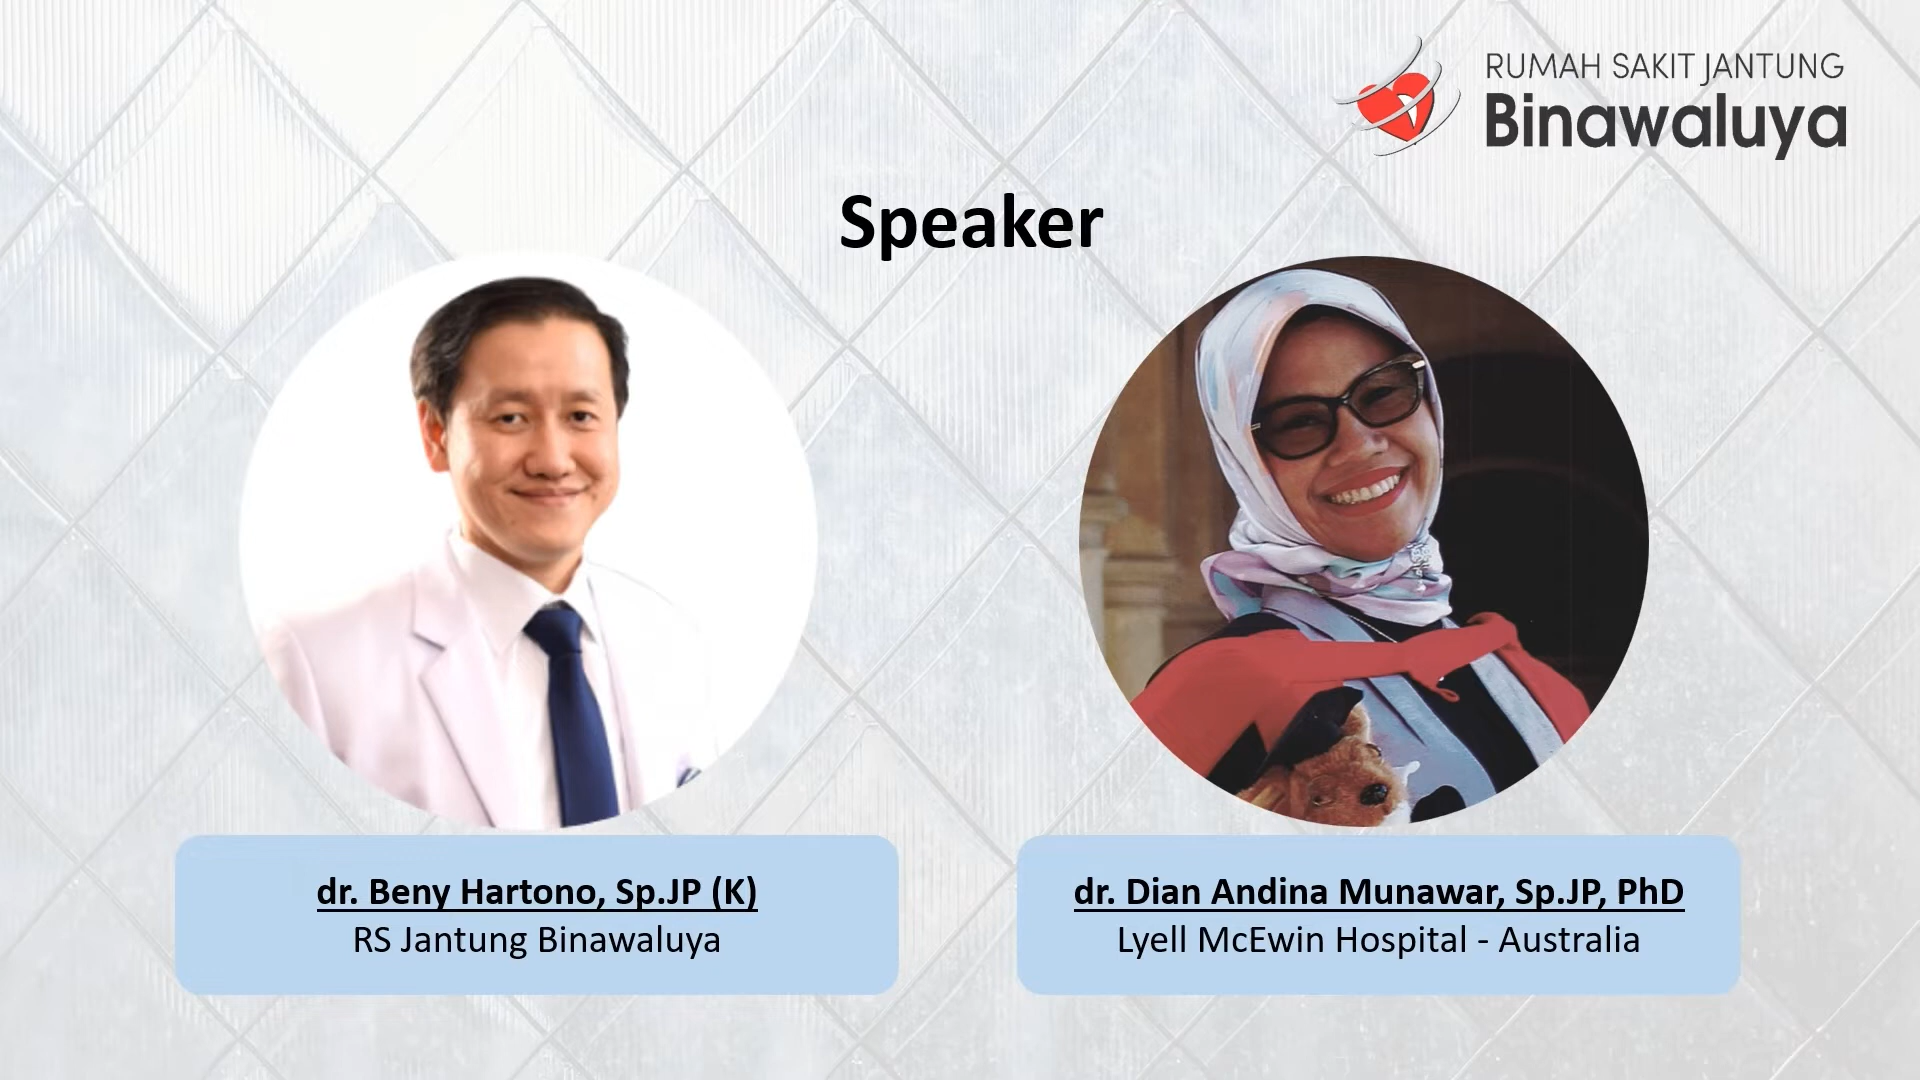 RUMAH SAKIT JANTUNG
Binawaluya
Speaker
dr. Beny Hartono, Sp.JP (K)
RS Jantung Binawaluya
dr. Dian Andina Munawar, Sp.JP, PhD
Lyell McEwin Hospital - Australia